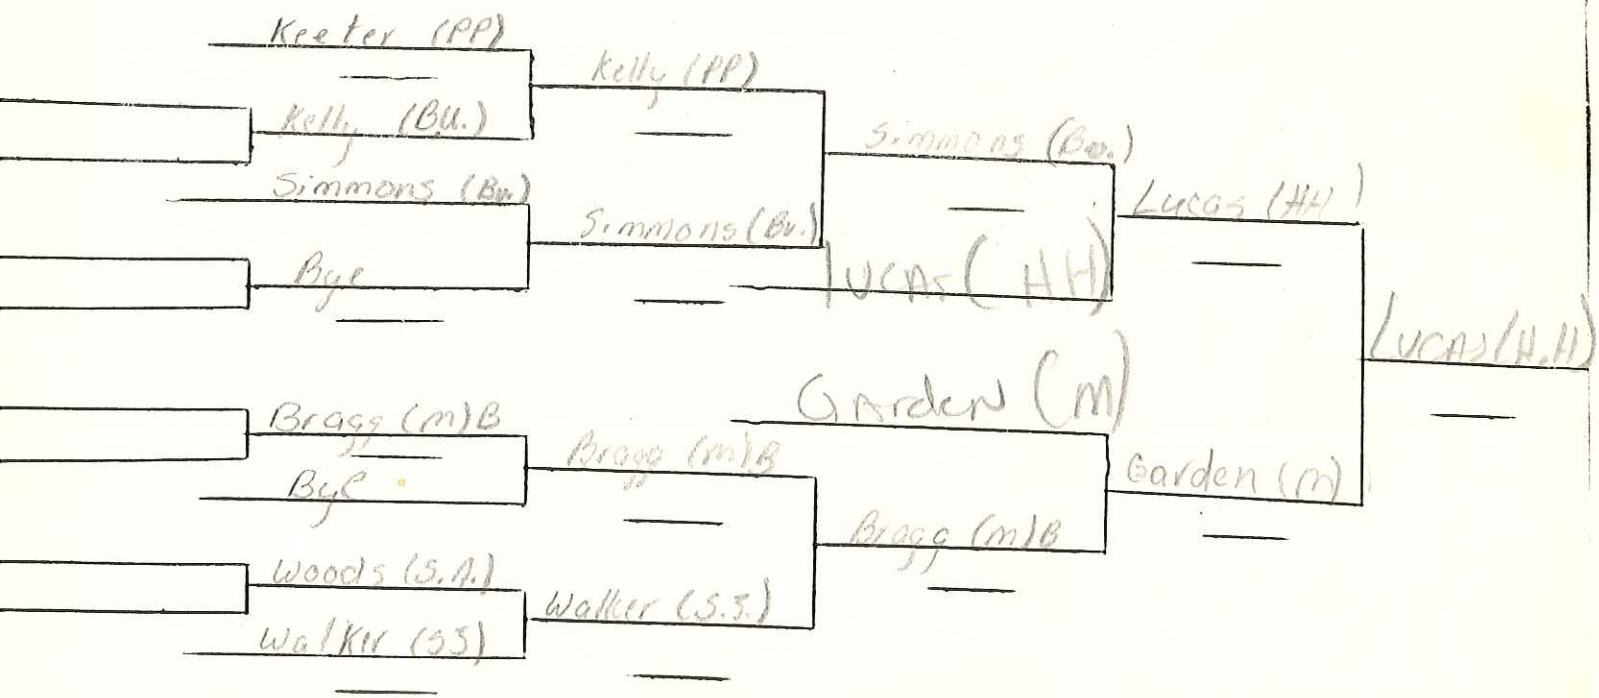 Keeter (PP)
Kelly (PP)
Kelly (BU.)
Simmons (Bu.)
Simmons (Bu.)
Lucas (HH)
Simmons (Bu.)
Bye
LUCAS (HH)
LUCAS (H.H)
GArdeN (M)
Bragg (M) B
Bragg (M) B
Garden (M)
Bye
Bragg (M) B
Woods (S.A.)
Walker (S.S.)
Walker (SS)